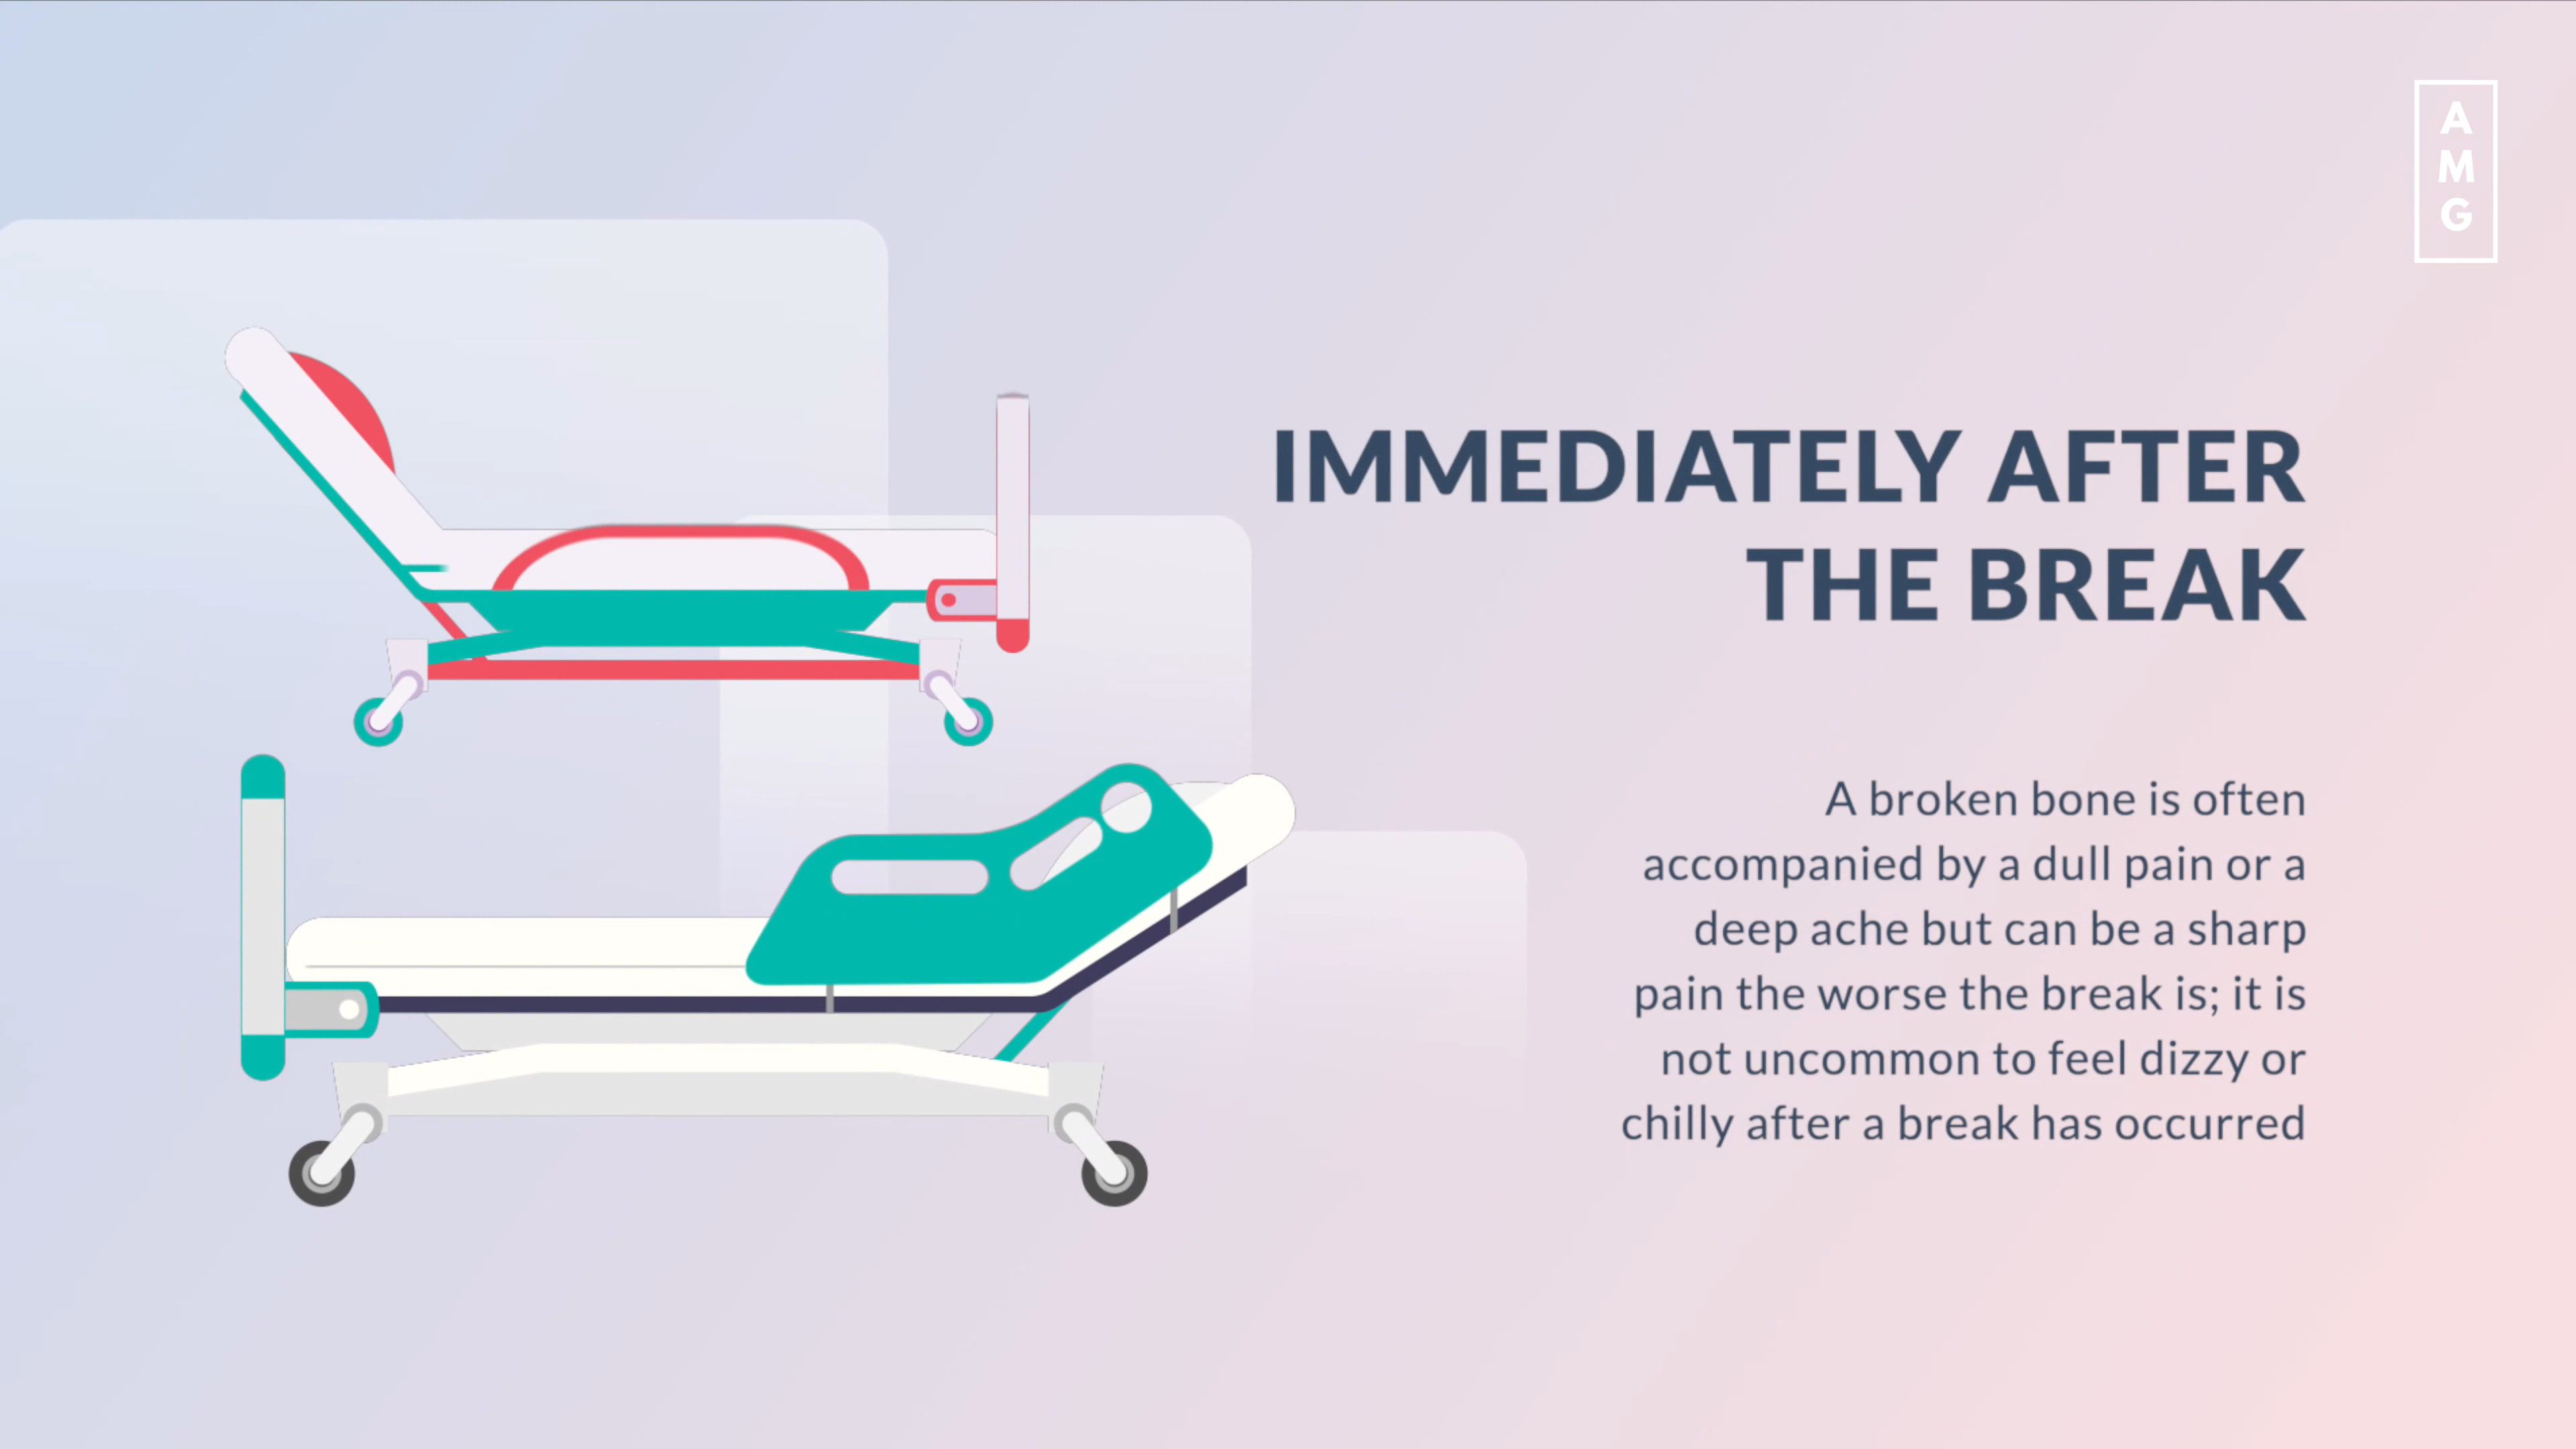 A
M
G
IMMEDIATELY AFTER
THE BREAK
A broken bone is often
accompanied by a dull pain or a
deep ache but can be a sharp
pain the worse the break is; it is
not uncommon to feel dizzy or
chilly after a break has occurred